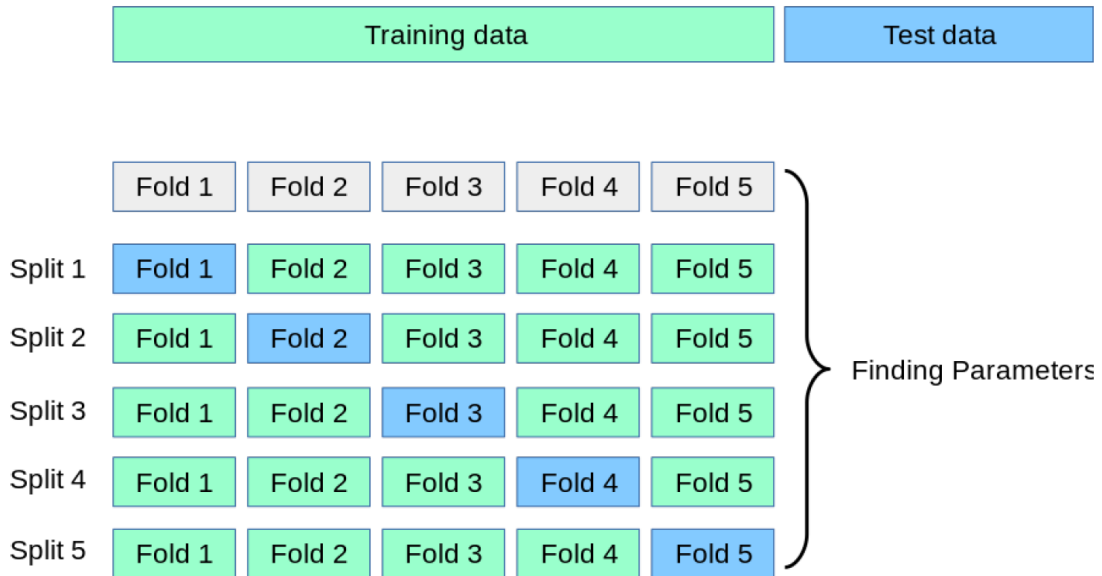 Training data Test data
Fold 1 Fold 2 Fold 3 Fold 4 Fold 5
Split 1 Fold 1 Fold 2 Fold 3 Fold 4 Fold 5
Split 2 Fold 1 Fold 2 Fold 3 Fold 4 Fold 5
Finding Parameters
Split 3 Fold 1 Fold 2 Fold 3 Fold 4 Fold 5
Split 4 Fold 1 Fold 2 Fold 3 Fold 4 Fold 5
Split 5 Fold 1 Fold 2 Fold 3 Fold 4 Fold 5